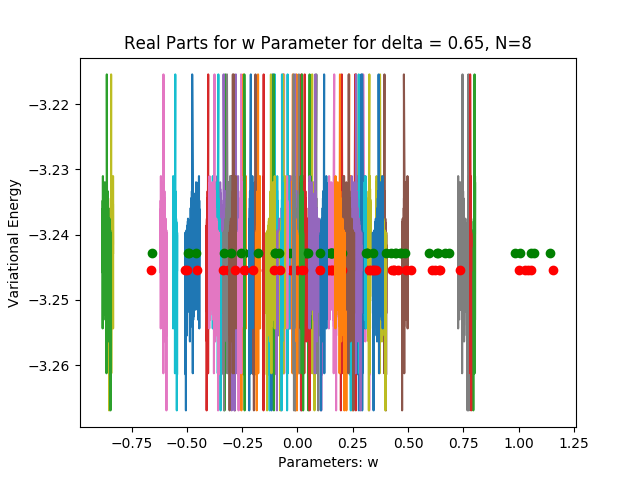 Real Parts for w Parameter for delta = 0.65, N=8
Variational Energy
−3.22
−3.23
−3.24
−3.25
−3.26
−0.75 −0.50 −0.25 0.00 0.25 0.50 0.75 1.00 1.25
Parameters: w